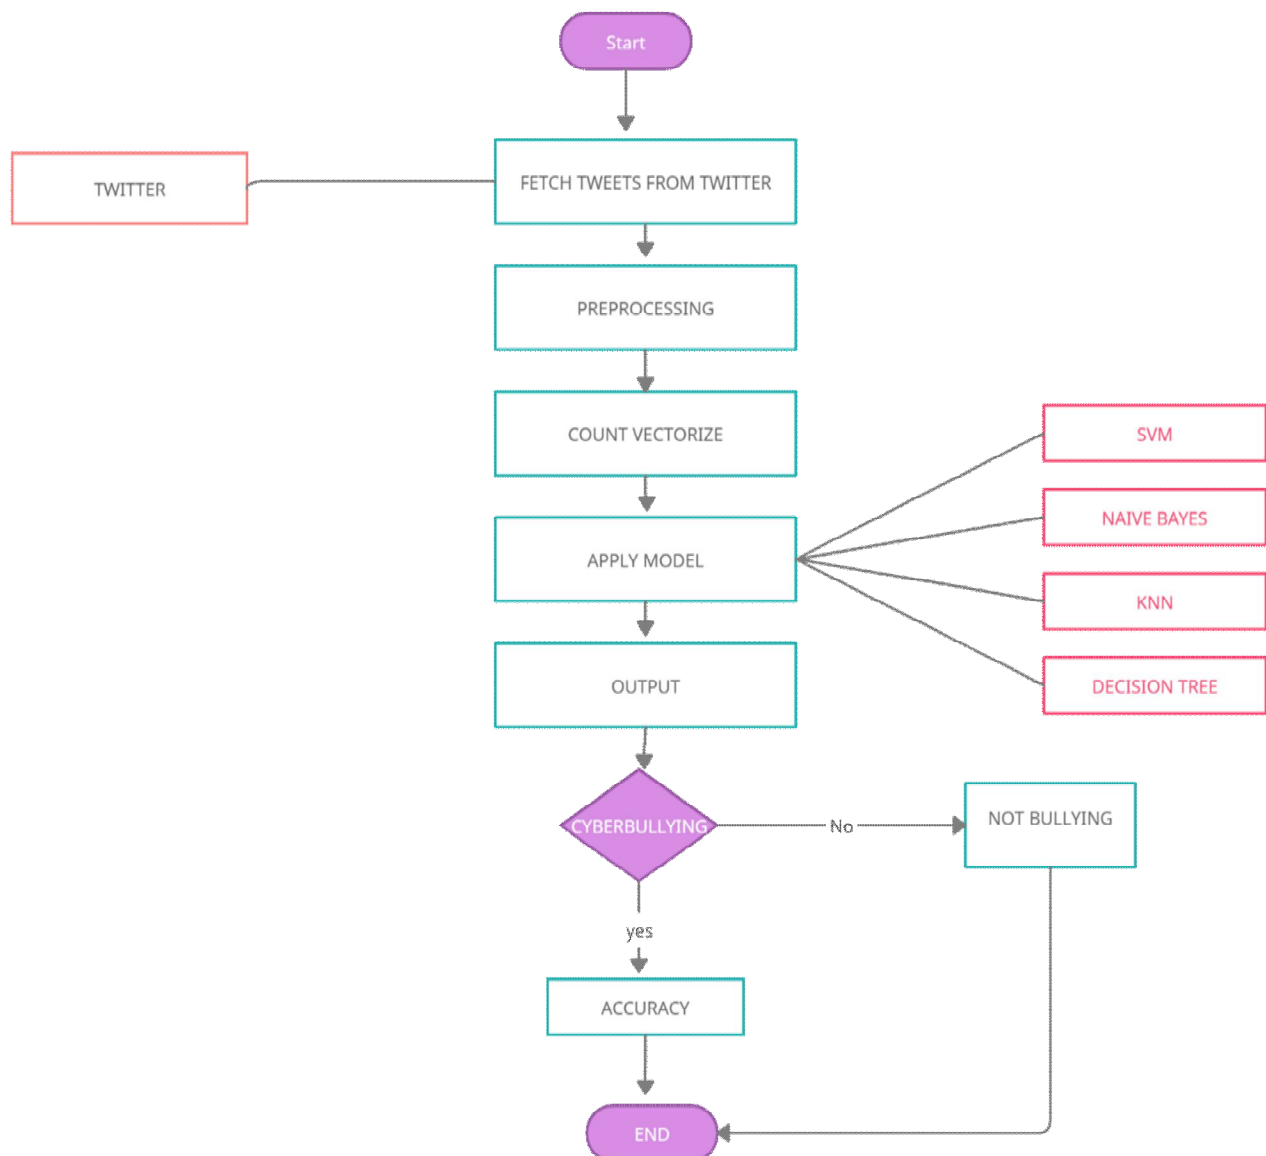 Start
TWITTER
FETCH TWEETS FROM TWITTER
PREPROCESSING
COUNT VECTORIZE
SVM
NAIVE BAYES
APPLY MODEL
KNN
OUTPUT
DECISION TREE
CYBERBULLYING
No
NOT BULLYING
yes
ACCURACY
END